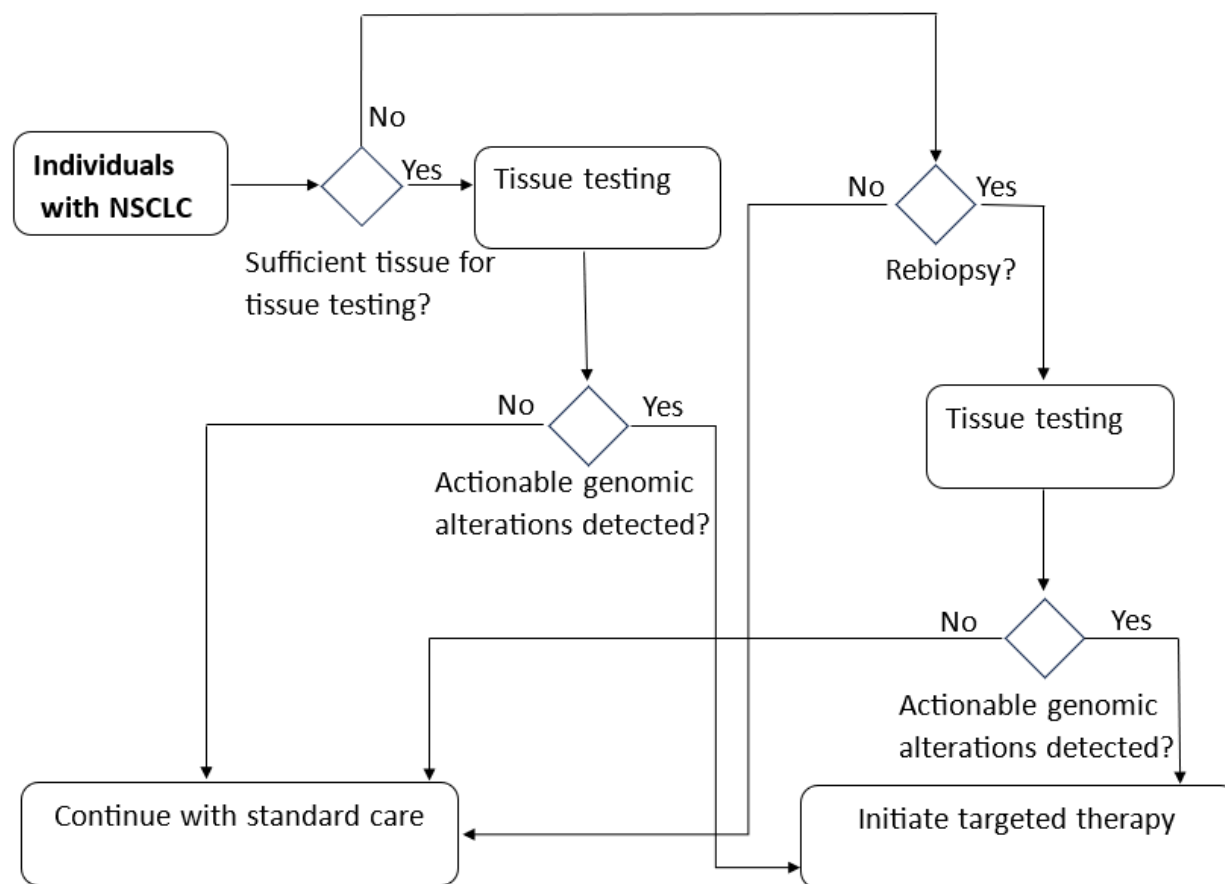 No
Individuals
with NSCLC
Yes
Tissue testing
No
Yes
Sufficient tissue for
tissue testing?
Rebiopsy?
No
Yes
Tissue testing
Actionable genomic
alterations detected?
No
Yes
Actionable genomic
alterations detected?
Continue with standard care
Initiate targeted therapy